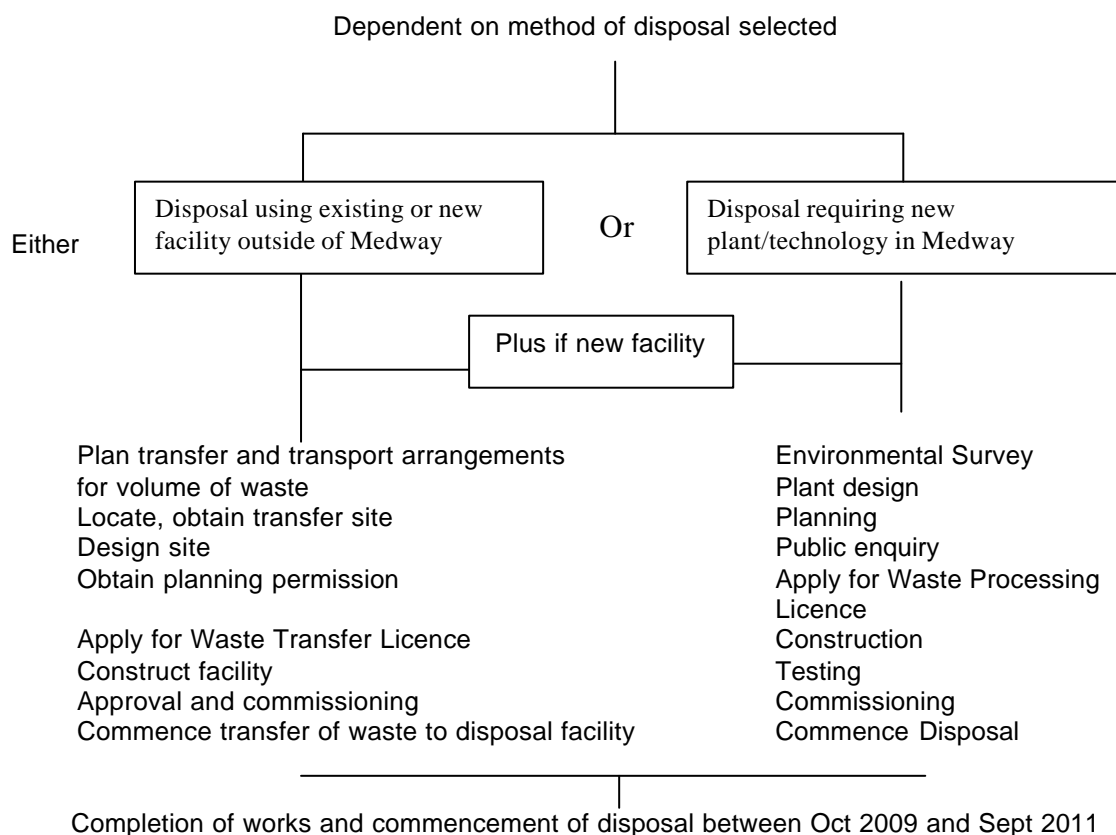 Dependent on method of disposal selected
Either
Disposal using existing or new
facility outside of Medway
Or
Disposal requiring new
plant/technology in Medway
Plus if new facility
Plan transfer and transport arrangements
for volume of waste
Locate, obtain transfer site
Design site
Obtain planning permission
Apply for Waste Transfer Licence
Construct facility
Approval and commissioning
Commence transfer of waste to disposal facility
Environmental Survey
Plant design
Planning
Public enquiry
Apply for Waste Processing
Licence
Construction
Testing
Commissioning
Commence Disposal
Completion of works and commencement of disposal between Oct 2009 and Sept 2011